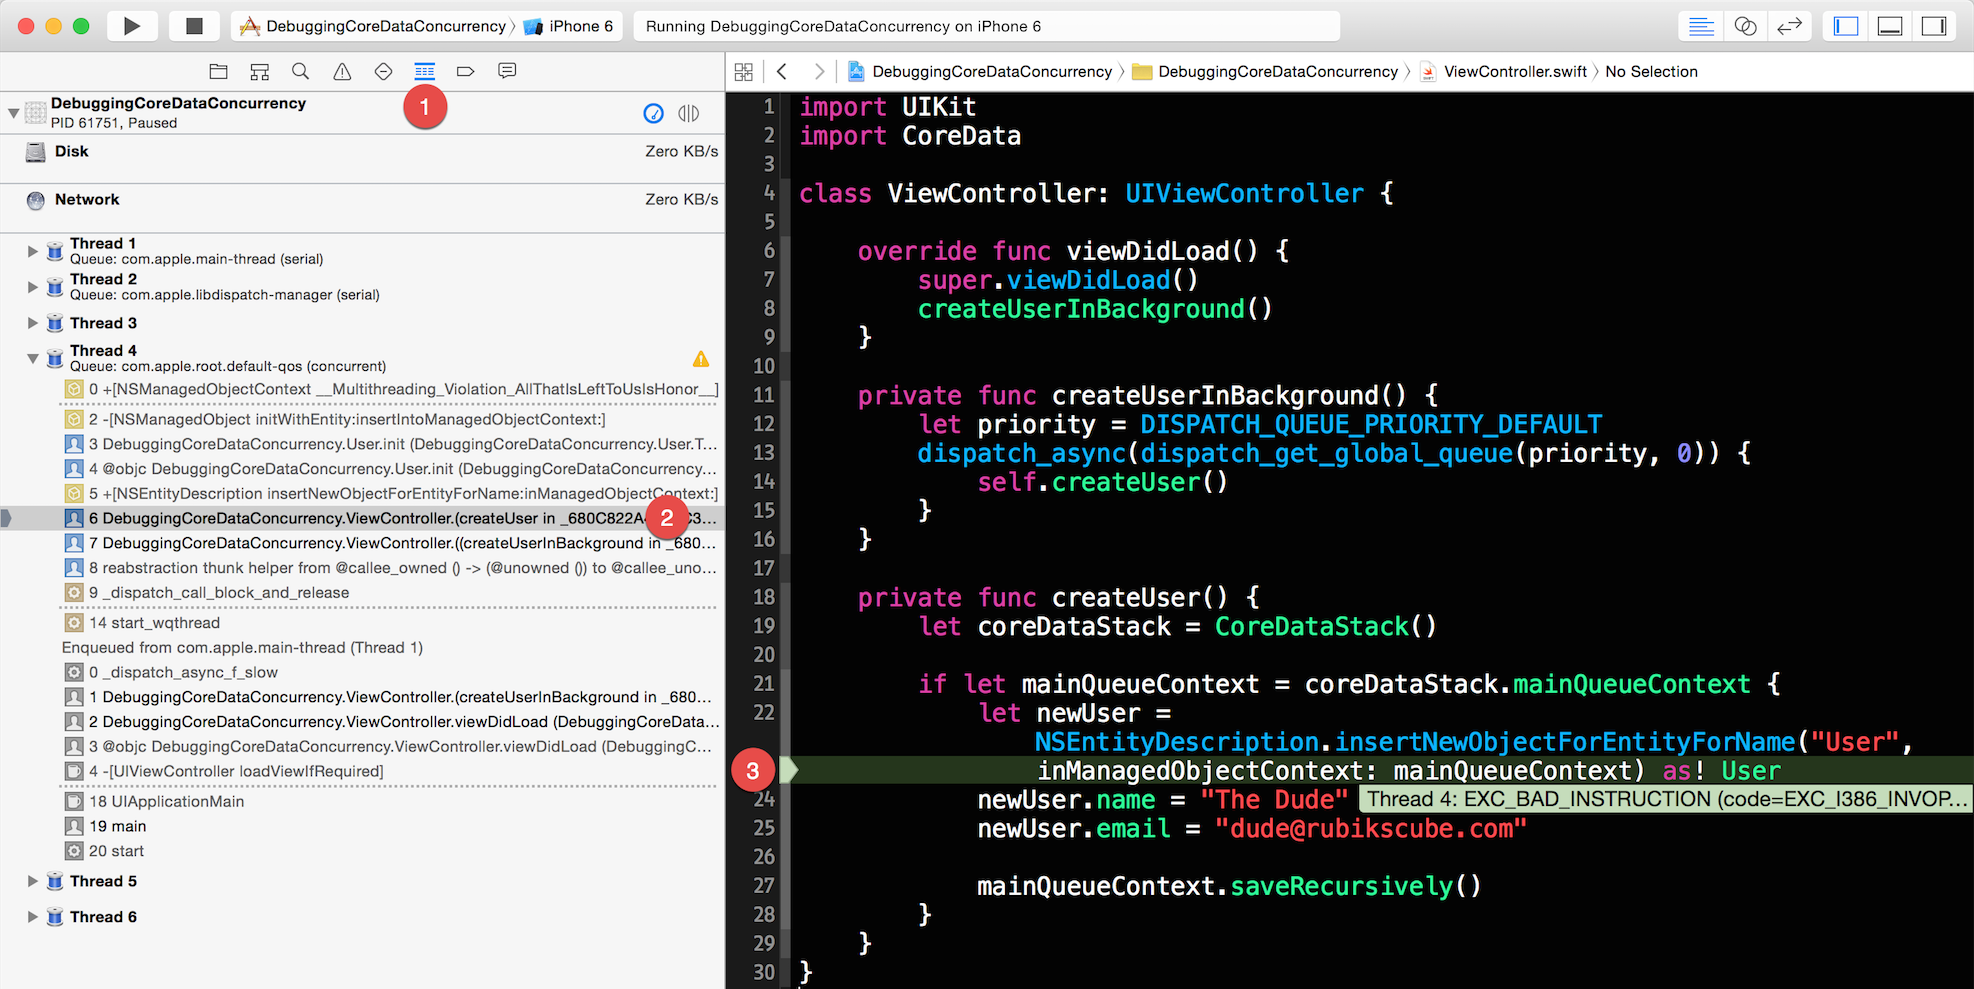 DebuggingCoreDataConcurrency 〉 iPhone 6
Running DebuggingCoreDataConcurrency on iPhone 6
DebuggingCoreDataConcurrency 〉 DebuggingCoreDataConcurrency 〉 ViewController.swift 〉 No Selection
1
DebuggingCoreDataConcurrency
PID 61751, Paused
Disk Zero KB/s
Network Zero KB/s
Thread 1
Queue: com.apple.main-thread (serial)
Thread 2
Queue: com.apple.libdispatch-manager (serial)
Thread 3
Thread 4
Queue: com.apple.root.default-qos (concurrent)
0 +[NSManagedObjectContext __Multithreading_Violation_AllThatIsLeftToUsIsHonor__]
2 -[NSManagedObject initWithEntity:insertIntoManagedObjectContext:]
3 DebuggingCoreDataConcurrency.User.init (DebuggingCoreDataConcurrency.User.T...
4 @objc DebuggingCoreDataConcurrency.User.init (DebuggingCoreDataConcurrency...
5 +[NSEntityDescription insertNewObjectForEntityForName:inManagedObjectContext:]
6 DebuggingCoreDataConcurrency.ViewController.(createUser in _680C822A 2 C3...
7 DebuggingCoreDataConcurrency.ViewController.((createUserInBackground in _680...
8 reabstraction thunk helper from @callee_owned () -> (@unowned ()) to @callee_uno...
9 _dispatch_call_block_and_release
14 start_wqthread
Enqueued from com.apple.main-thread (Thread 1)
0 _dispatch_async_f_slow
1 DebuggingCoreDataConcurrency.ViewController.(createUserInBackground in _680...
2 DebuggingCoreDataConcurrency.ViewController.viewDidLoad (DebuggingCoreData...
3 @objc DebuggingCoreDataConcurrency.ViewController.viewDidLoad (DebuggingC...
4 -[UIViewController loadViewIfRequired]
18 UIApplicationMain
19 main
20 start
Thread 5
Thread 6
1 import UIKit
2 import CoreData
3
4 class ViewController: UIViewController {
5
6 override func viewDidLoad() {
7 super.viewDidLoad()
8 createUserInBackground()
9 }
10
11 private func createUserInBackground() {
12 let priority = DISPATCH_QUEUE_PRIORITY_DEFAULT
13 dispatch_async(dispatch_get_global_queue(priority, 0)) {
14 self.createUser()
15 }
16 }
17
18 private func createUser() {
19 let coreDataStack = CoreDataStack()
20
21 if let mainQueueContext = coreDataStack.mainQueueContext {
22 let newUser =
NSEntityDescription.insertNewObjectForEntityForName("User",
3 inManagedObjectContext: mainQueueContext) as! User
24 newUser.name = "The Dude" Thread 4: EXC_BAD_INSTRUCTION (code=EXC_I386_INVOP...
25 newUser.email = "dude@rubikscube.com"
26
27 mainQueueContext.saveRecursively()
28 }
29 }
30 }